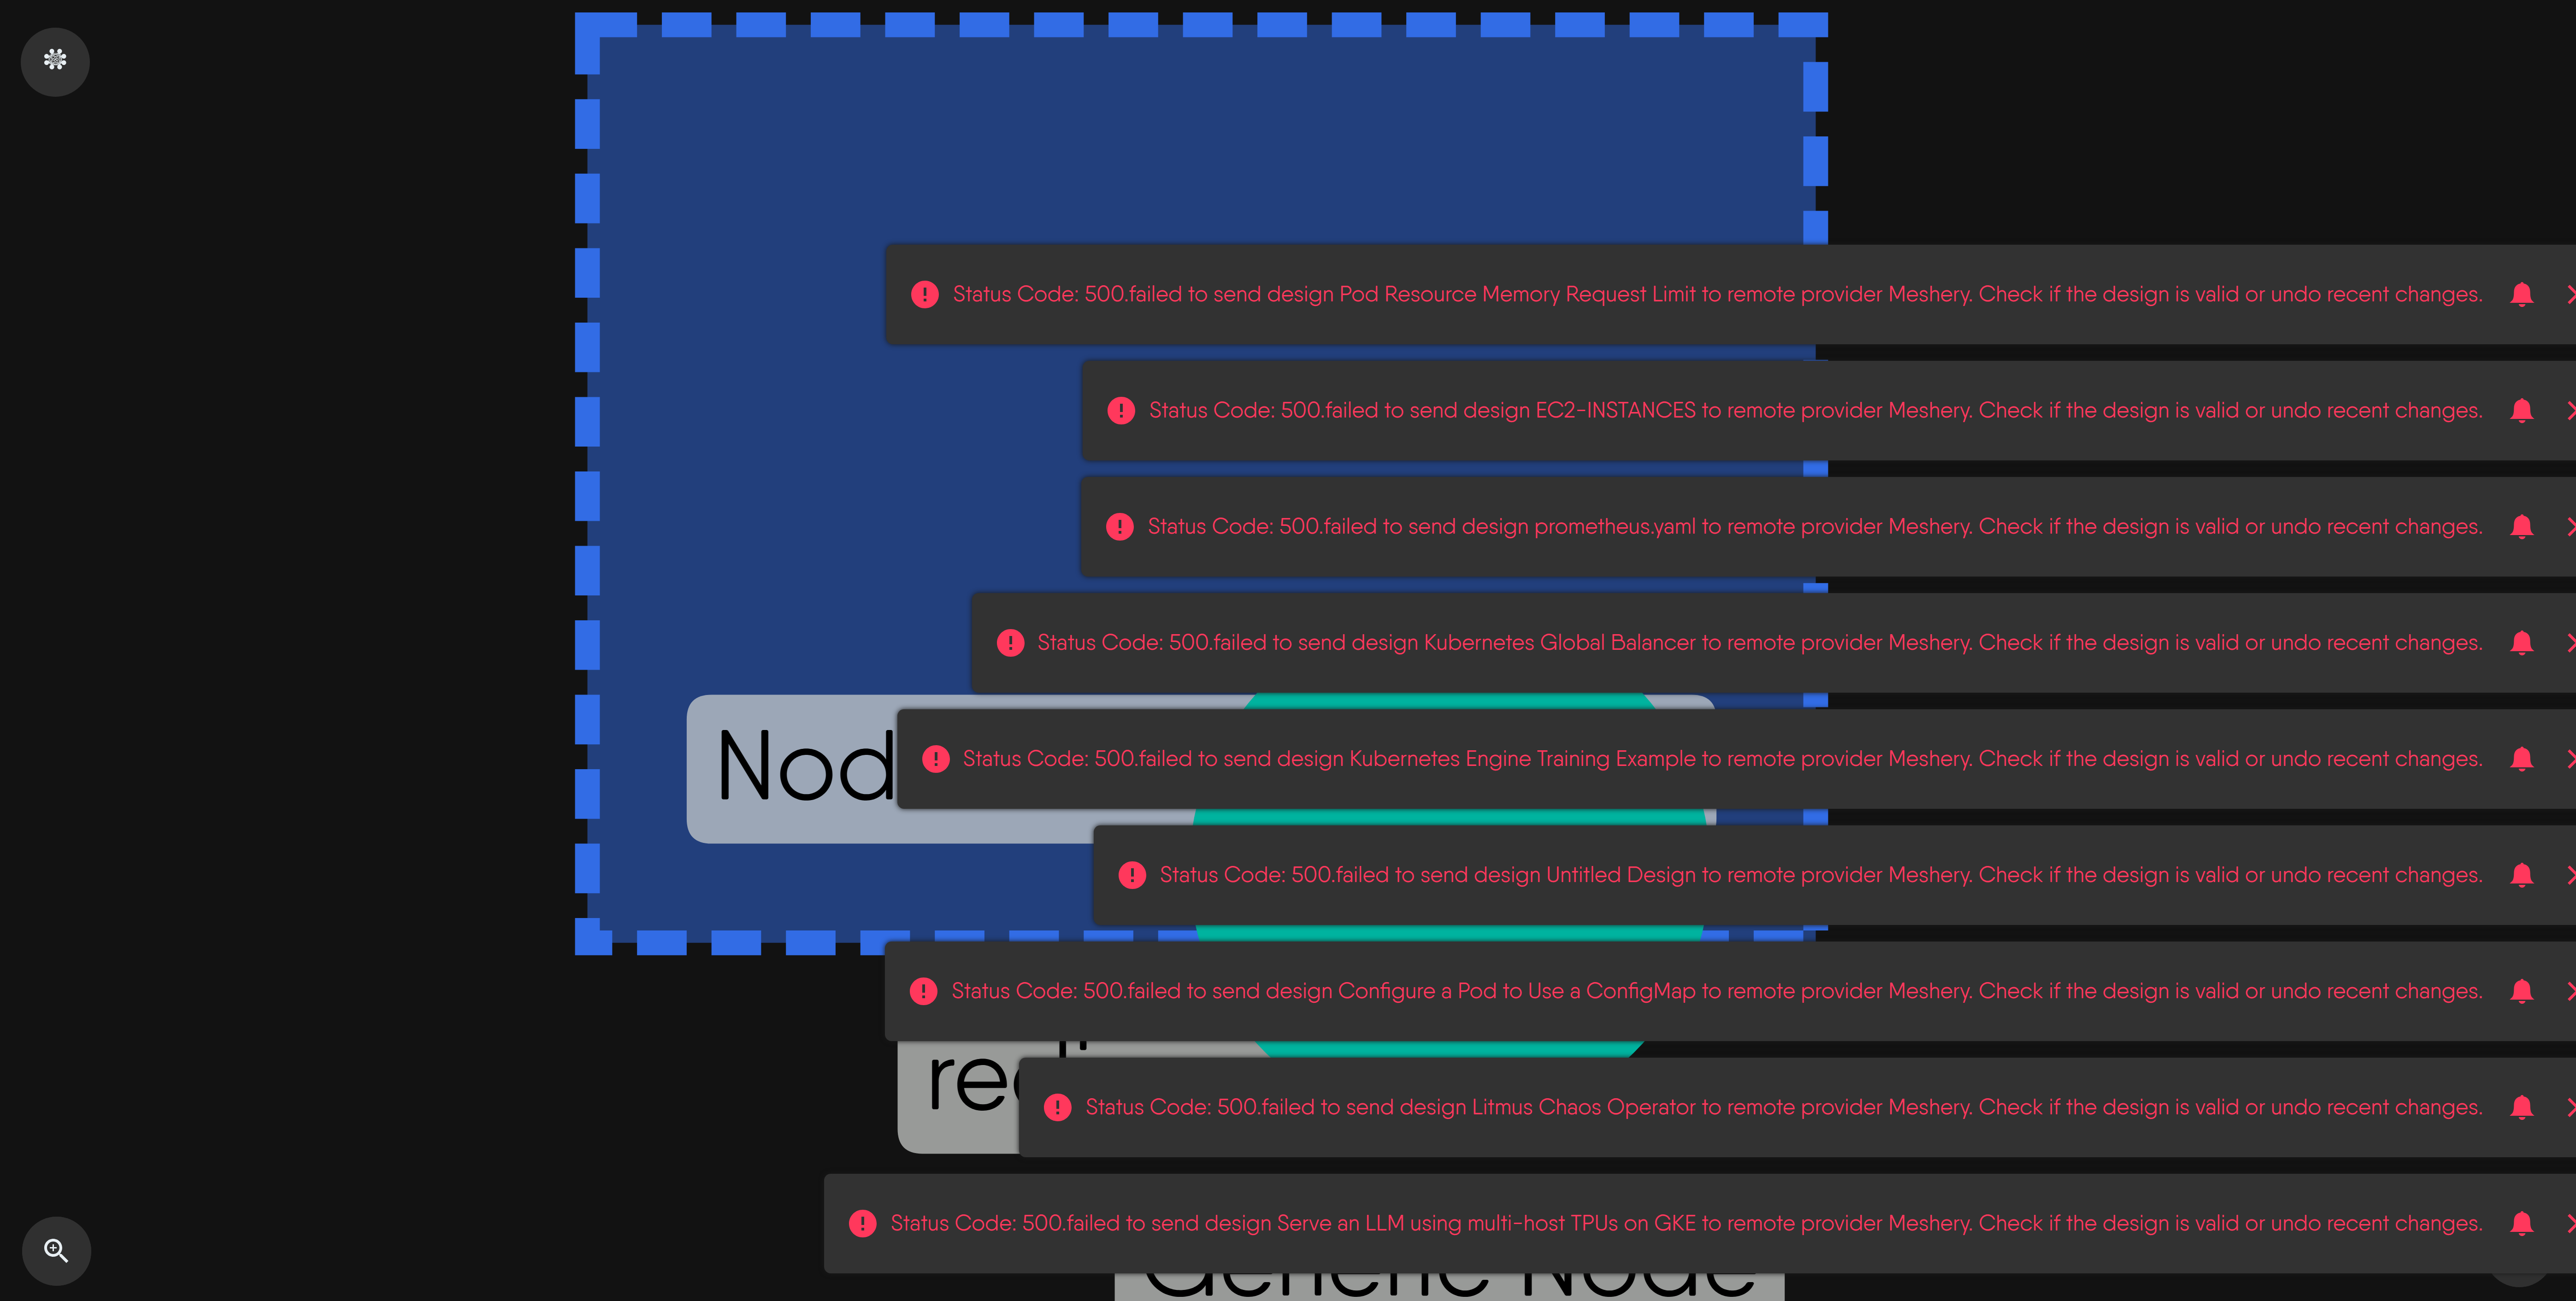 Status Code: 500.failed to send design Pod Resource Memory Request Limit to remote provider Meshery. Check if the design is valid or undo recent changes.
Status Code: 500.failed to send design EC2-INSTANCES to remote provider Meshery. Check if the design is valid or undo recent changes.
Status Code: 500.failed to send design prometheus.yaml to remote provider Meshery. Check if the design is valid or undo recent changes.
Status Code: 500.failed to send design Kubernetes Global Balancer to remote provider Meshery. Check if the design is valid or undo recent changes.
Nod
Status Code: 500.failed to send design Kubernetes Engine Training Example to remote provider Meshery. Check if the design is valid or undo recent changes.
Status Code: 500.failed to send design Untitled Design to remote provider Meshery. Check if the design is valid or undo recent changes.
Status Code: 500.failed to send design Configure a Pod to Use a ConfigMap to remote provider Meshery. Check if the design is valid or undo recent changes.
Status Code: 500.failed to send design Litmus Chaos Operator to remote provider Meshery. Check if the design is valid or undo recent changes.
Status Code: 500.failed to send design Serve an LLM using multi-host TPUs on GKE to remote provider Meshery. Check if the design is valid or undo recent changes.
Generic Node